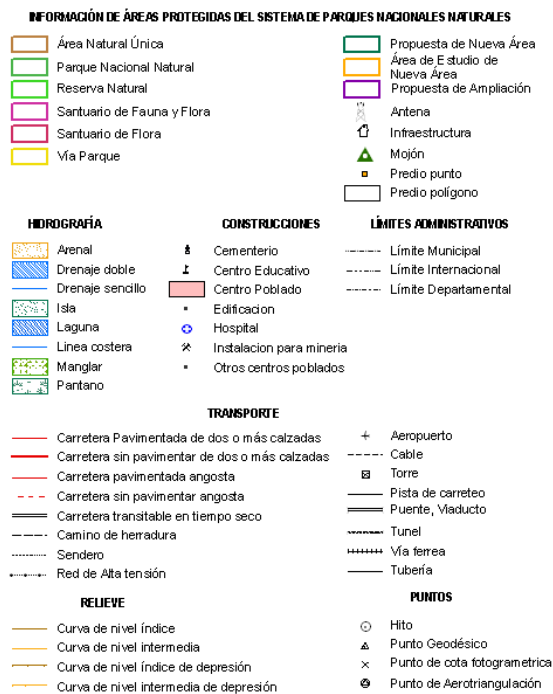 INFORMACIÓN DE ÁREAS PROTEGIDAS DEL SISTEMA DE PARQUES NACIONALES NATURALES
Área Natural Única
Parque Nacional Natural
Reserva Natural
Santuario de Fauna y Flora
Santuario de Flora
Vía Parque
Propuesta de Nueva Área
Área de Estudio de
Nueva Área
Propuesta de Ampliación
Antena
Infraestructura
Mojón
Predio punto
Predio polígono
HIDROGRAFÍA
Arenal
Drenaje doble
Drenaje sencillo
Isla
Laguna
Linea costera
Manglar
Pantano
CONSTRUCCIONES
Cementerio
Centro Educativo
Centro Poblado
Edificacion
Hospital
Instalacion para mineria
Otros centros poblados
LÍMITES ADMINISTRATIVOS
Límite Municipal
Límite Internacional
Límite Departamental
TRANSPORTE
Carretera Pavimentada de dos o más calzadas
Carretera sin pavimentar de dos o más calzadas
Carretera pavimentada angosta
Carretera sin pavimentar angosta
Carretera transitable en tiempo seco
Camino de herradura
Sendero
Red de Alta tensión
Aeropuerto
Cable
Torre
Pista de carreteo
Puente, Viaducto
Tunel
Vía ferrea
Tubería
RELIEVE
Curva de nivel índice
Curva de nivel intermedia
Curva de nivel índice de depresión
Curva de nivel intermedia de depresión
PUNTOS
Hito
Punto Geodésico
Punto de cota fotogrametrica
Punto de Aerotriangulación